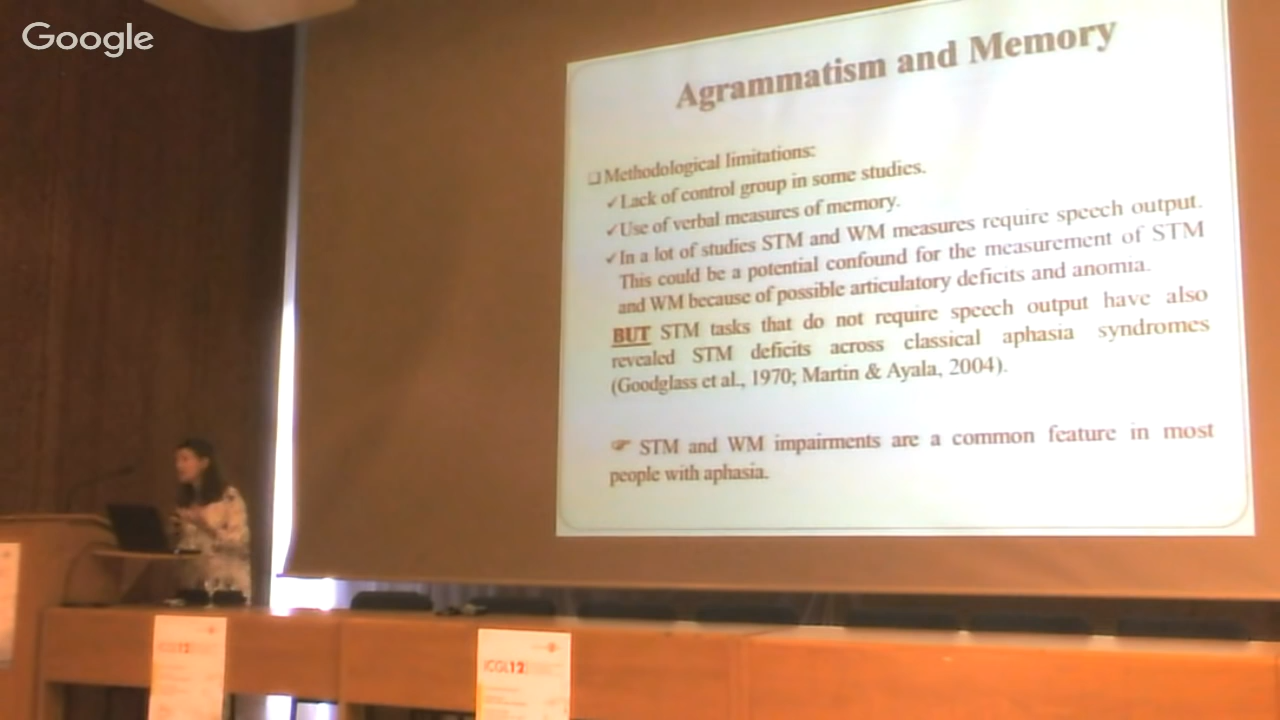 Google
Agrammatism and Memory
❑ Methodological limitations:
✓Lack of control group in some studies.
✓Use of verbal measures of memory.
✓In a lot of studies STM and WM measures require speech output.
This could be a potential confound for the measurement of STM
and WM because of possible articulatory deficits and anomia.
BUT STM tasks that do not require speech output have also
revealed STM deficits across classical aphasia syndromes
(Goodglass et al., 1970; Martin & Ayala, 2004).
☞ STM and WM impairments are a common feature in most
people with aphasia.
ICGL12